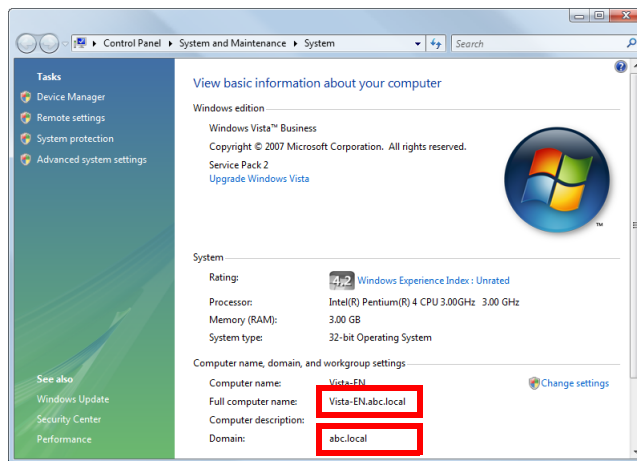 Control Panel ▸ System and Maintenance ▸ System
Search
Tasks
Device Manager
Remote settings
System protection
Advanced system settings
See also
Windows Update
Security Center
Performance
View basic information about your computer
Windows edition
Windows Vista™ Business
Copyright © 2007 Microsoft Corporation. All rights reserved.
Service Pack 2
Upgrade Windows Vista
TM
System
Rating: 4,2 Windows Experience Index : Unrated
Processor: Intel(R) Pentium(R) 4 CPU 3.00GHz 3.00 GHz
Memory (RAM): 3.00 GB
System type: 32-bit Operating System
Computer name, domain, and workgroup settings
Computer name: Vista-EN Change settings
Full computer name: Vista-EN.abc.local
Computer description:
Domain: abc.local